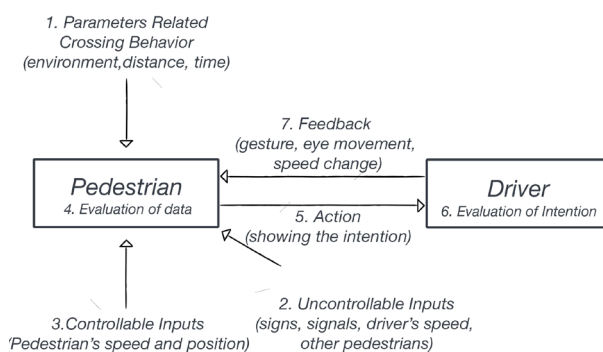 1. Parameters Related
Crossing Behavior
(environment,distance, time)
7. Feedback
(gesture, eye movement,
speed change)
Pedestrian
4. Evaluation of data
Driver
6. Evaluation of Intention
5. Action
(showing the intention)
3.Controllable Inputs
'Pedestrian's speed and position)
2. Uncontrollable Inputs
(signs, signals, driver's speed,
other pedestrians)